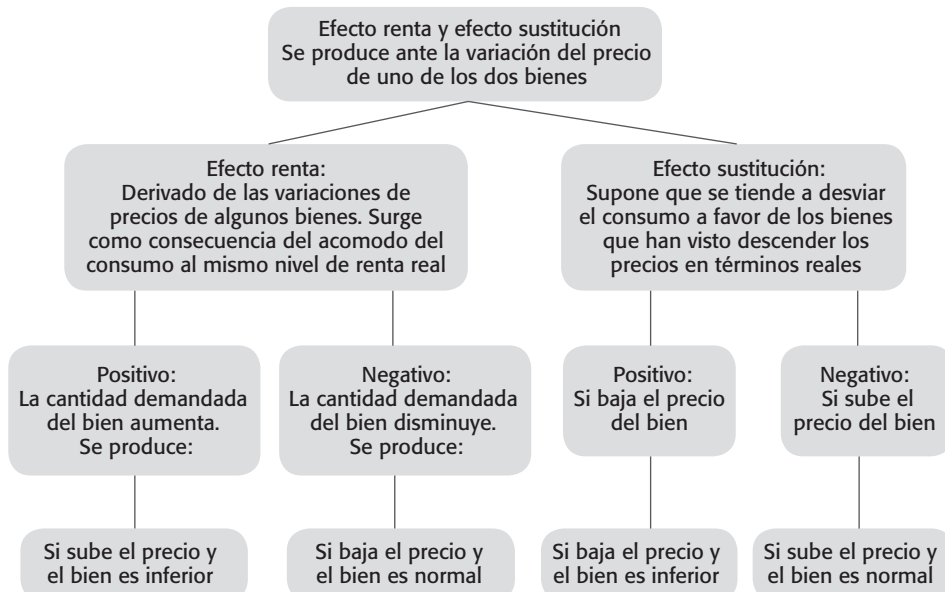 Efecto renta y efecto sustitución
Se produce ante la variación del precio
de uno de los dos bienes
Efecto renta:
Derivado de las variaciones de
precios de algunos bienes. Surge
como consecuencia del acomodo del
consumo al mismo nivel de renta real
Efecto sustitución:
Supone que se tiende a desviar
el consumo a favor de los bienes
que han visto descender los
precios en términos reales
Positivo:
La cantidad demandada
del bien aumenta.
Se produce:
Negativo:
La cantidad demandada
del bien disminuye.
Se produce:
Positivo:
Si baja el precio
del bien
Negativo:
Si sube el
precio del bien
Si sube el precio y
el bien es inferior
Si baja el precio y
el bien es normal
Si baja el precio y
el bien es inferior
Si sube el precio y
el bien es normal